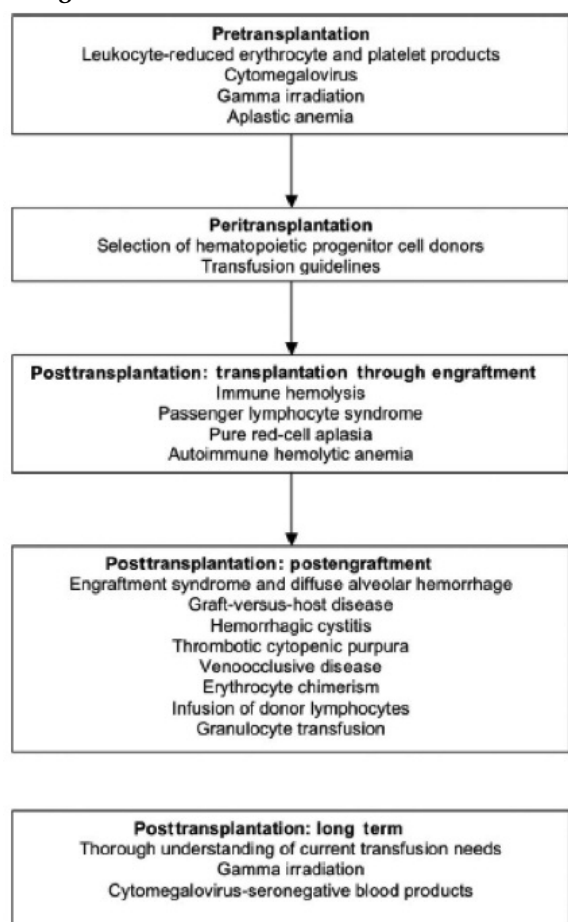 Pretransplantation
Leukocyte-reduced erythrocyte and platelet products
Cytomegalovirus
Gamma irradiation
Aplastic anemia
Peritransplantation
Selection of hematopoietic progenitor cell donors
Transfusion guidelines
Posttransplantation: transplantation through engraftment
Immune hemolysis
Passenger lymphocyte syndrome
Pure red-cell aplasia
Autoimmune hemolytic anemia
Posttransplantation: postengraftment
Engraftment syndrome and diffuse alveolar hemorrhage
Graft-versus-host disease
Hemorrhagic cystitis
Thrombotic cytopenic purpura
Venoocclusive disease
Erythrocyte chimerism
Infusion of donor lymphocytes
Granulocyte transfusion
Posttransplantation: long term
Thorough understanding of current transfusion needs
Gamma irradiation
Cytomegalovirus-seronegative blood products